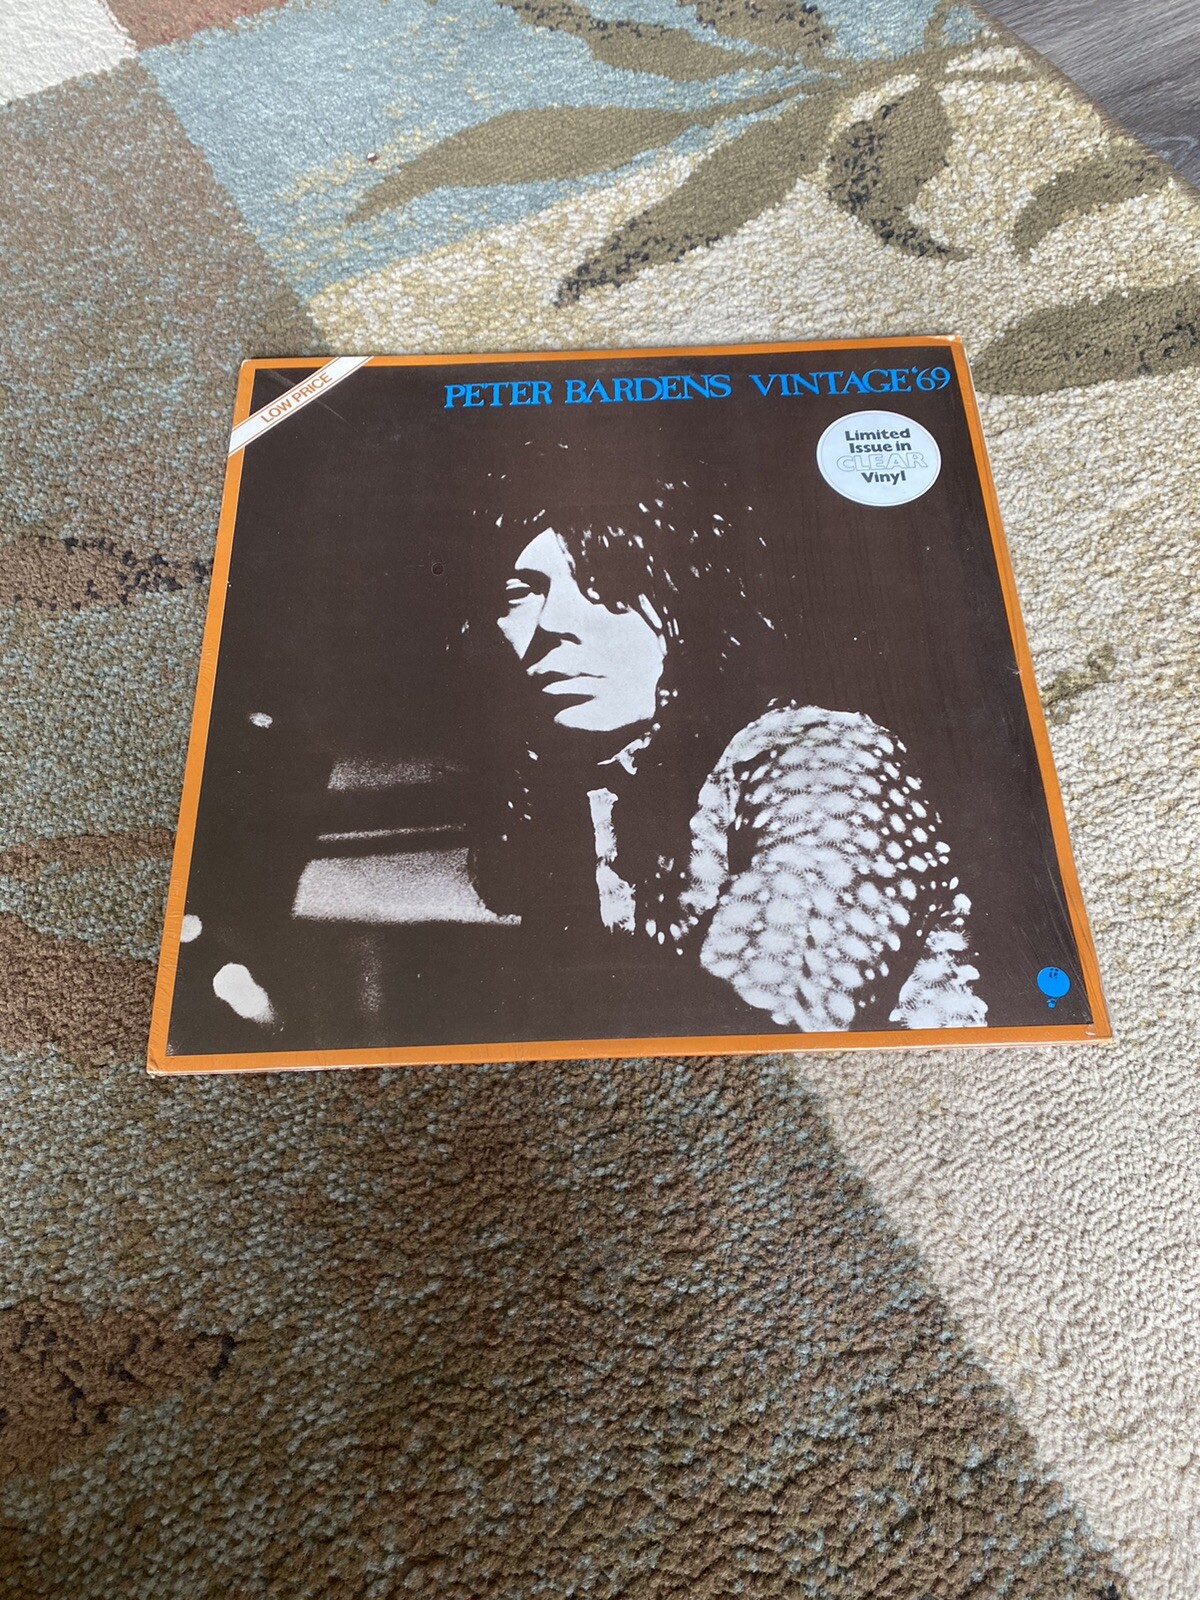 LOW PRICE
PETER BARDENS VINTAGE '69
Limited
Issue in
CLEAR
Vinyl